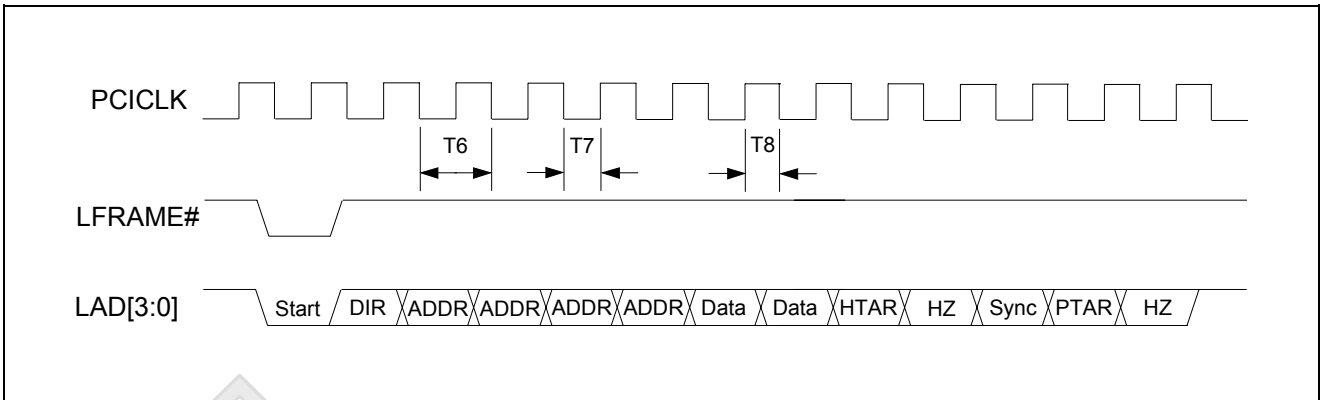 PCICLK
T6 T7 T8
LFRAME#
LAD[3:0] Start DIR ADDR ADDR ADDR ADDR Data Data HTAR HZ Sync PTAR HZ